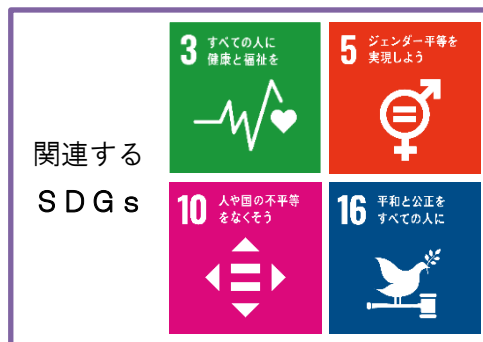 関連する
ＳＤＧｓ
3 すべての人に
健康と福祉を
5 ジェンダー平等を
実現しよう
10 人や国の不平等
をなくそう
16 平和と公正を
すべての人に